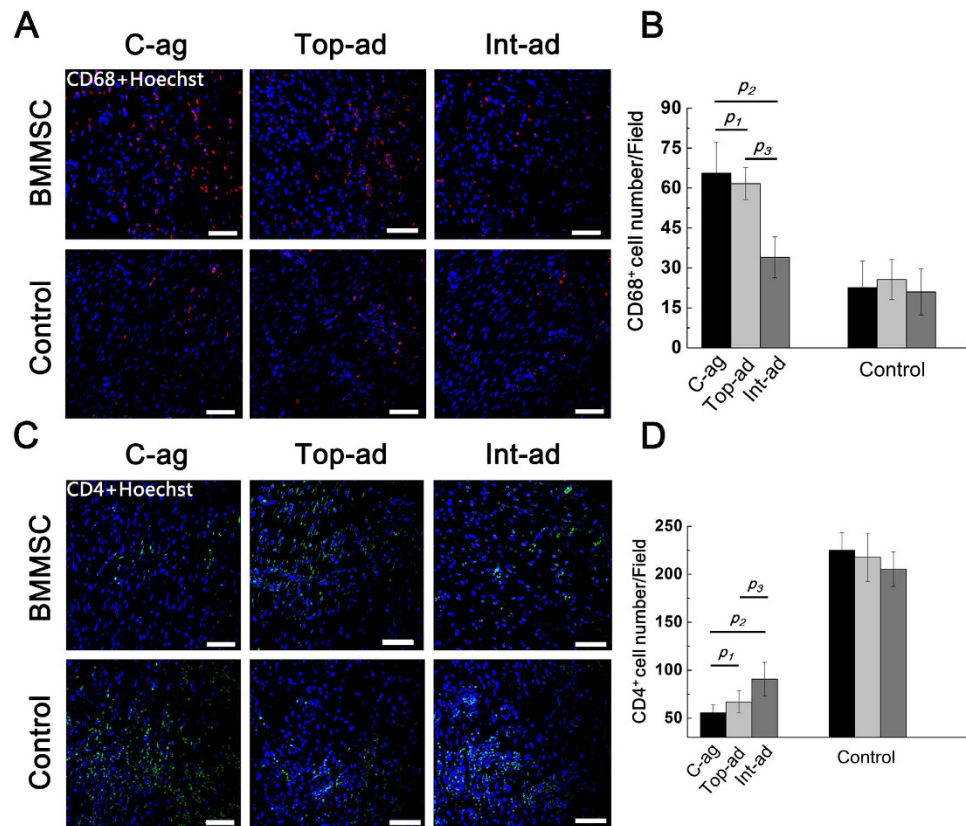 A
C-ag Top-ad Int-ad
CD68+Hoechst
BMMSC
Control
B
CD68⁺ cell number/Field
90
75
60
45
30
15
0
p₂
p₁
p₃
C-ag
Top-ad
Int-ad
Control
C
C-ag Top-ad Int-ad
CD4+Hoechst
BMMSC
Control
D
CD4⁺ cell number/Field
250
200
150
100
50
p₃
p₂
p₁
C-ag
Top-ad
Int-ad
Control